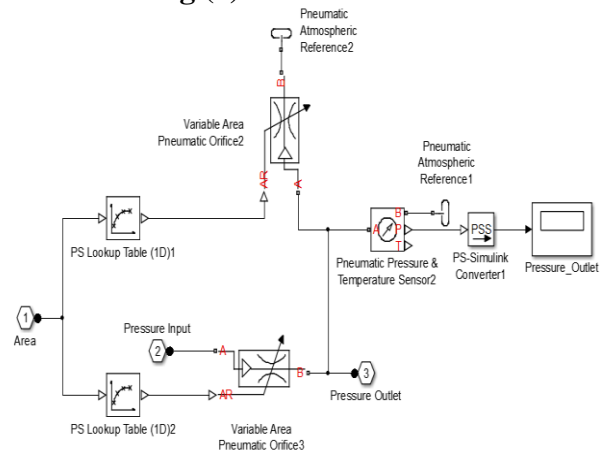 Pneumatic
Atmospheric
Reference2
B
Variable Area
Pneumatic Orifice2
AR
A
Pneumatic
Atmospheric
Reference1
PS Lookup Table (1D)1
A
B
P
T
PSS
Pneumatic Pressure &
Temperature Sensor2
PS-Simulink
Converter1
Pressure_Outlet
1
Area
Pressure Input
2
A
B
3
Pressure Outlet
AR
PS Lookup Table (1D)2
Variable Area
Pneumatic Orifice3